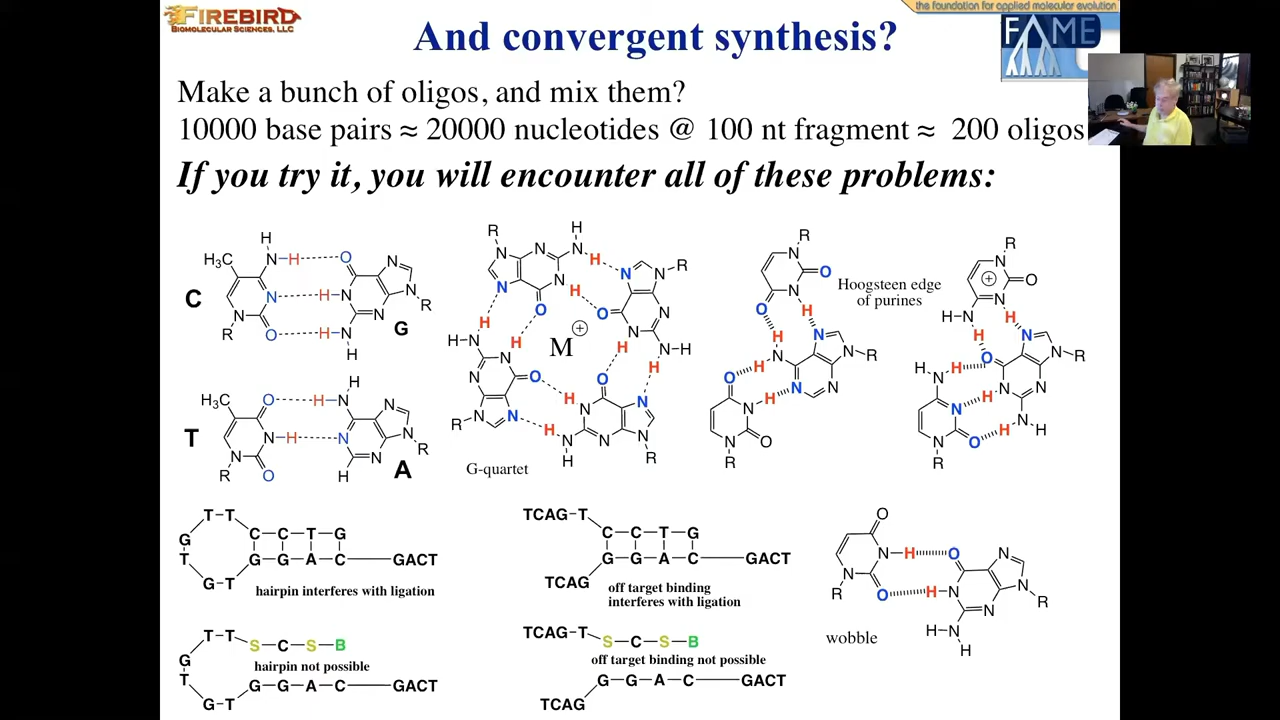 FIREBIRD
BIOMOLECULAR SCIENCES, LLC
And convergent synthesis?
the foundation for applied molecular evolution
FAME
Make a bunch of oligos, and mix them?
10000 base pairs ≈ 20000 nucleotides @ 100 nt fragment ≈ 200 oligos
If you try it, you will encounter all of these problems:
H
H₃C N-H O N
C N H-N N R
N O H-N G
R H
H
H₃C O H-N N
T N-H N N R
N O N A
R H
R H
N N N-H N R
N N-H N N
N O O N
H H N
H-N N-H M⊕ H H N-H
N O O N
N N H-N N
R N H-N N N
H R
G-quartet
R
N O
O N-H
Hoogsteen edge
of purines
H N
O H-N N R
N-H N N
N O
R
R
N
⊕ O
H-N N
H H
H O N
N-H N R
N H-N N
N O H-N-H
R
T-T C-C-T-G
G
T G-G-A-C GACT
G-T
hairpin interferes with ligation
TCAG-T
C-C-T-G
G-G-A-C GACT
TCAG
off target binding
interferes with ligation
O
N-H O N
N O H-N N R
R H-N
H
wobble
T-T S-C-S-B
G
hairpin not possible
T
G-T G-G-A-C GACT
TCAG-T S-C-S-B
off target binding not possible
G-G-A-C GACT
TCAG